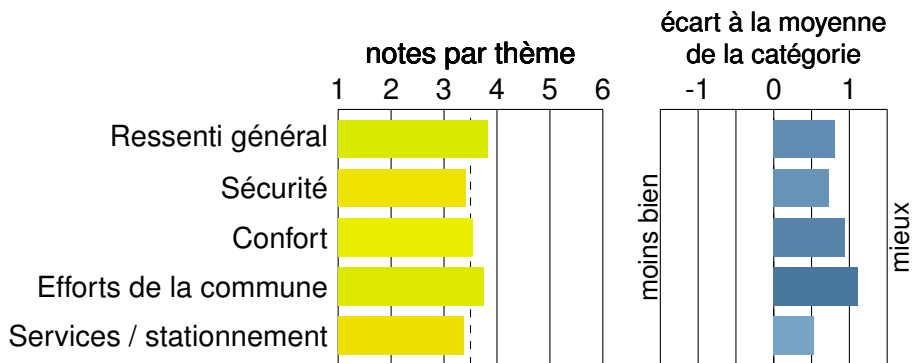 notes par thème
1 2 3 4 5 6
écart à la moyenne
de la catégorie
-1 0 1
Ressenti général
Sécurité
Confort
Efforts de la commune
Services / stationnement
moins bien
mieux